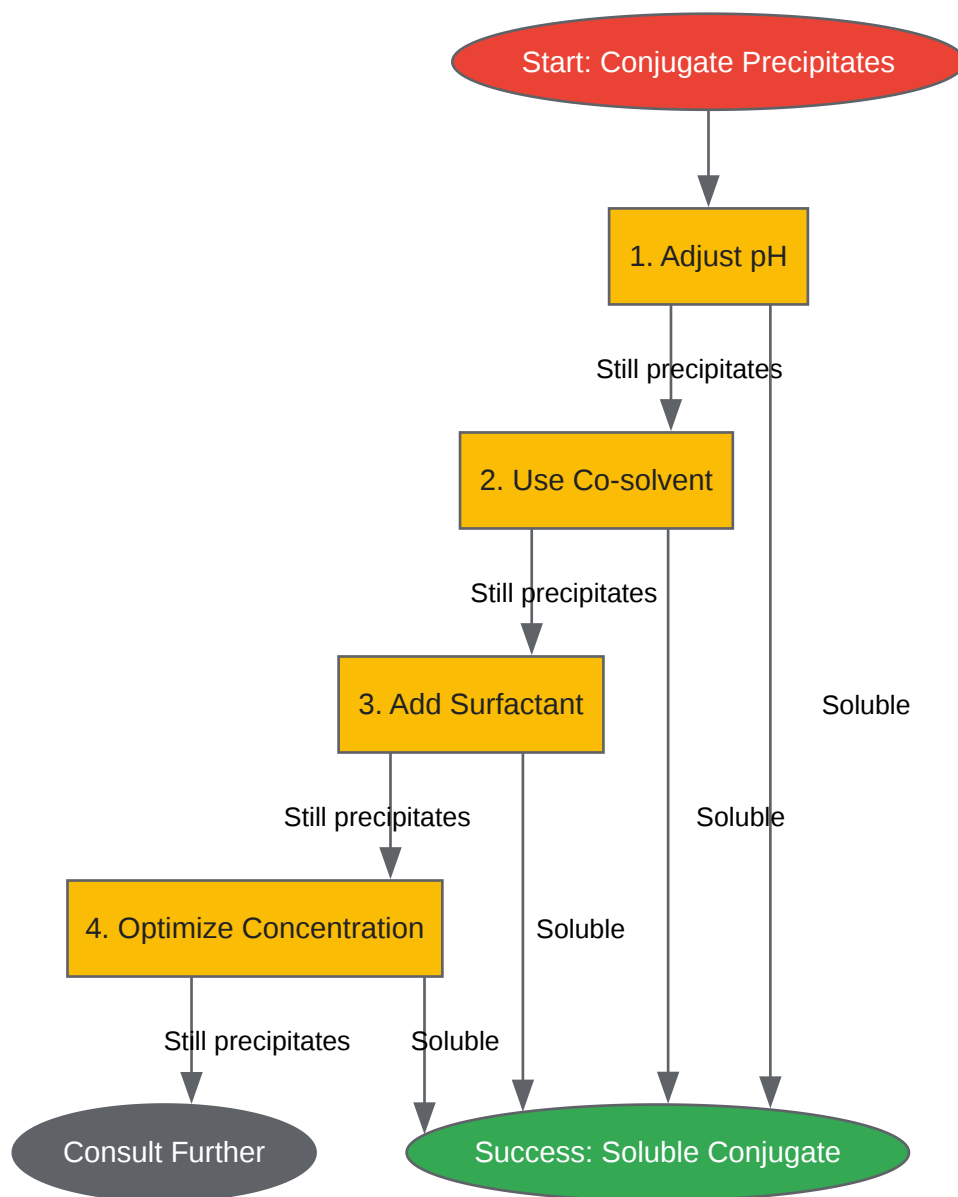 Start: Conjugate Precipitates
1. Adjust pH
Still precipitates
2. Use Co-solvent
Still precipitates
3. Add Surfactant
Soluble
Still precipitates
Soluble
4. Optimize Concentration
Soluble
Still precipitates
Soluble
Consult Further
Success: Soluble Conjugate